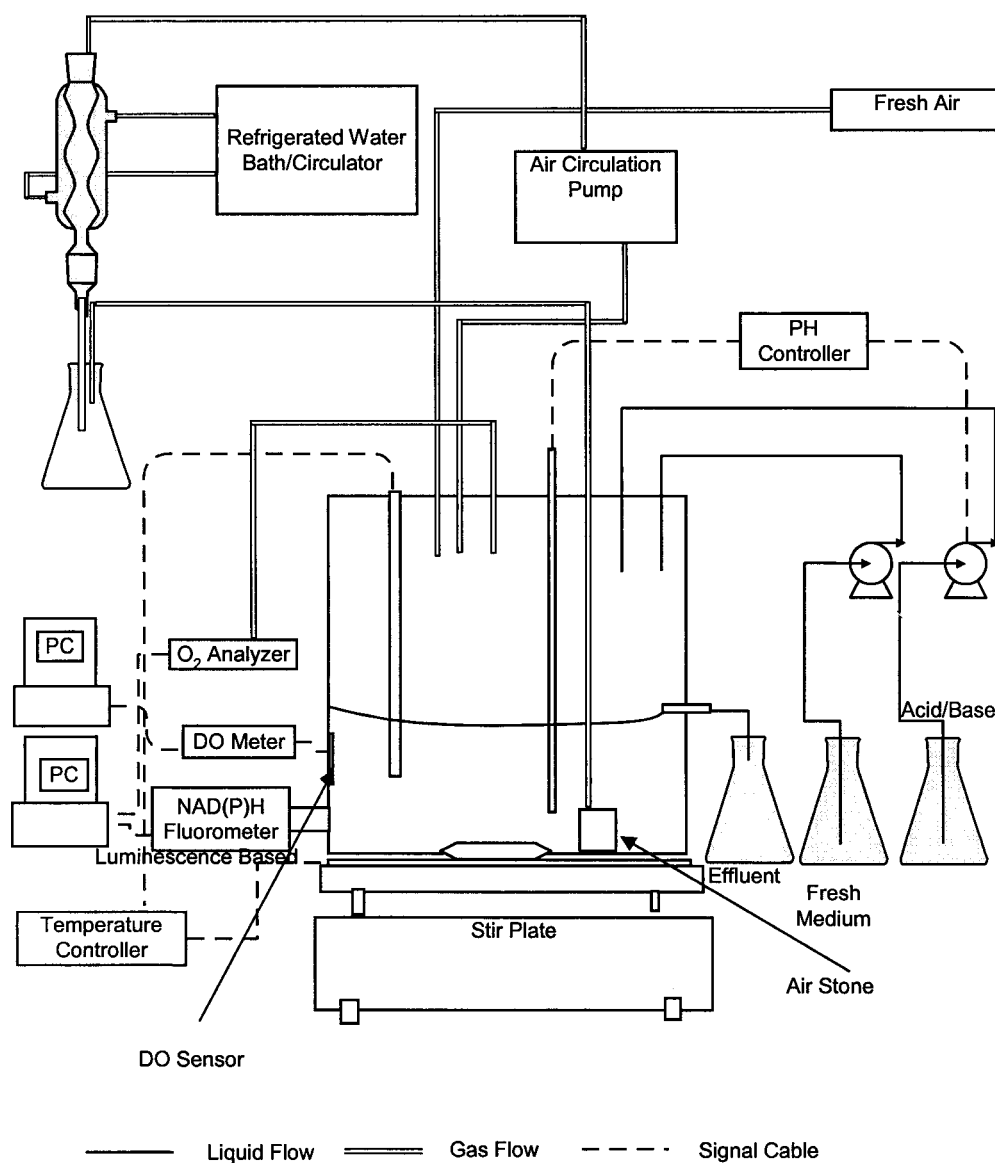 Fresh Air
Refrigerated Water
Bath/Circulator
Air Circulation
Pump
PH
Controller
PC
O₂ Analyzer
DO Meter
PC
NAD(P)H
Fluorometer
Luminescence Based
Acid/Base
Effluent
Fresh
Medium
Temperature
Controller
Stir Plate
Air Stone
DO Sensor
Liquid Flow
Gas Flow
Signal Cable